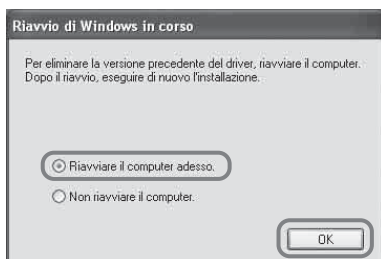 Riavvio di Windows in corso
Per eliminare la versione precedente del driver, riavviare il computer.
Dopo il riavvio, eseguire di nuovo l'installazione.
Riavviare il computer adesso.
Non riavviare il computer.
OK